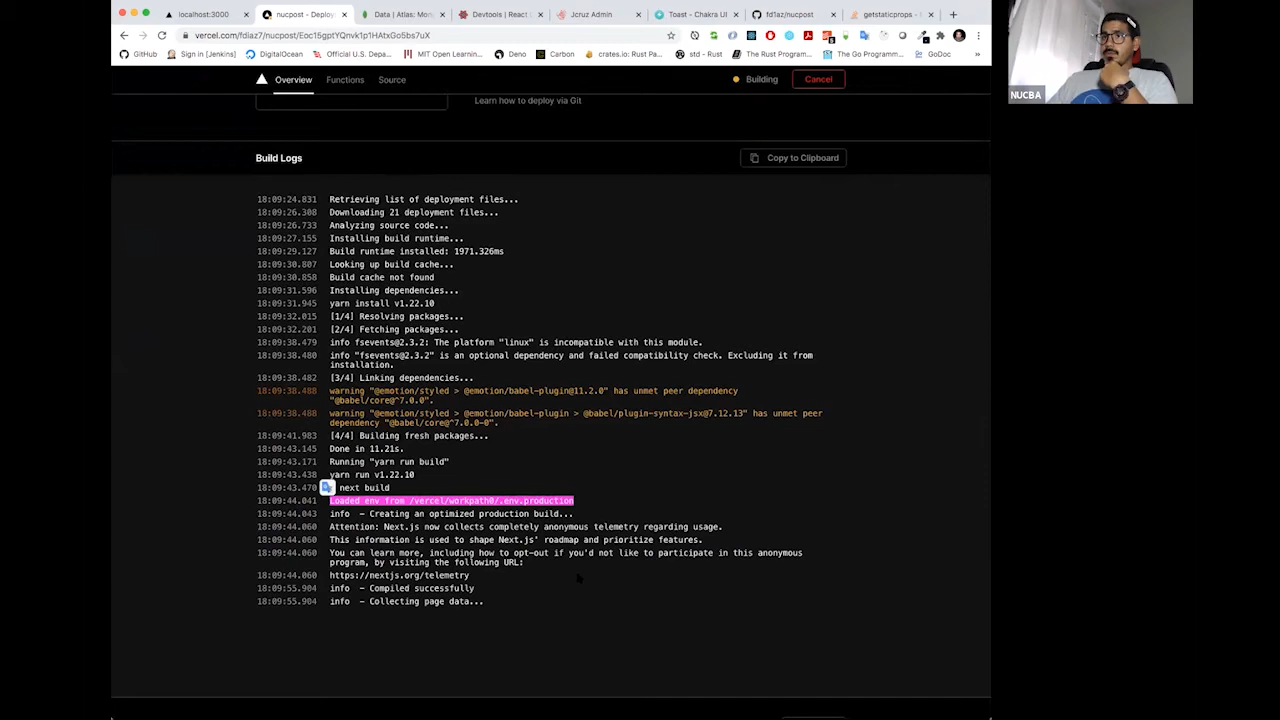 localhost:3000
nucpost - Deploy
Data | Atlas: Mon
Devtools | React
Jcruz Admin
Toast - Chakra UI
fd1az/nucpost
getstaticprops -
vercel.com/fdiaz7/nucpost/Eoc15gptYQnvk1p1HAtxGo5bs7uX
GitHub
Sign in [Jenkins]
DigitalOcean
Official U.S. Depa...
MIT Open Learnin...
Deno
Carbon
crates.io: Rust Pa...
std - Rust
The Rust Program...
The Go Programm...
GoDoc
Overview
Functions
Source
Building
Cancel
NUCBA
Learn how to deploy via Git
Build Logs
Copy to Clipboard
18:09:24.831 Retrieving list of deployment files...
18:09:26.308 Downloading 21 deployment files...
18:09:26.733 Analyzing source code...
18:09:27.155 Installing build runtime...
18:09:29.127 Build runtime installed: 1971.326ms
18:09:30.807 Looking up build cache...
18:09:30.858 Build cache not found
18:09:31.596 Installing dependencies...
18:09:31.945 yarn install v1.22.10
18:09:32.015 [1/4] Resolving packages...
18:09:32.201 [2/4] Fetching packages...
18:09:38.479 info fsevents@2.3.2: The platform "linux" is incompatible with this module.
18:09:38.480 info "fsevents@2.3.2" is an optional dependency and failed compatibility check. Excluding it from
installation.
18:09:38.482 [3/4] Linking dependencies...
18:09:38.488 warning "@emotion/styled > @emotion/babel-plugin@11.2.0" has unmet peer dependency
"@babel/core@^7.0.0".
18:09:38.488 warning "@emotion/styled > @emotion/babel-plugin > @babel/plugin-syntax-jsx@7.12.13" has unmet peer
dependency "@babel/core@^7.0.0-0".
18:09:41.983 [4/4] Building fresh packages...
18:09:43.145 Done in 11.21s.
18:09:43.171 Running "yarn run build"
18:09:43.438 yarn run v1.22.10
18:09:43.470 next build
18:09:44.041 Loaded env from /vercel/workpath0/.env.production
18:09:44.043 info - Creating an optimized production build...
18:09:44.060 Attention: Next.js now collects completely anonymous telemetry regarding usage.
18:09:44.060 This information is used to shape Next.js' roadmap and prioritize features.
18:09:44.060 You can learn more, including how to opt-out if you'd not like to participate in this anonymous
program, by visiting the following URL:
18:09:44.060 https://nextjs.org/telemetry
18:09:55.904 info - Compiled successfully
18:09:55.904 info - Collecting page data...